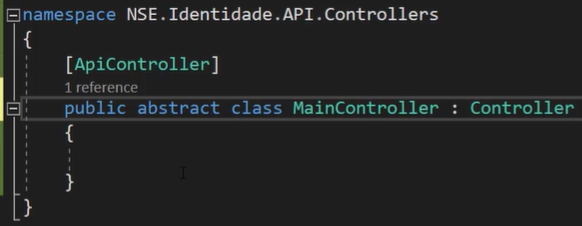 namespace NSE.Identidade.API.Controllers
{
[ApiController]
1 reference
public abstract class MainController : Controller
{
}
}